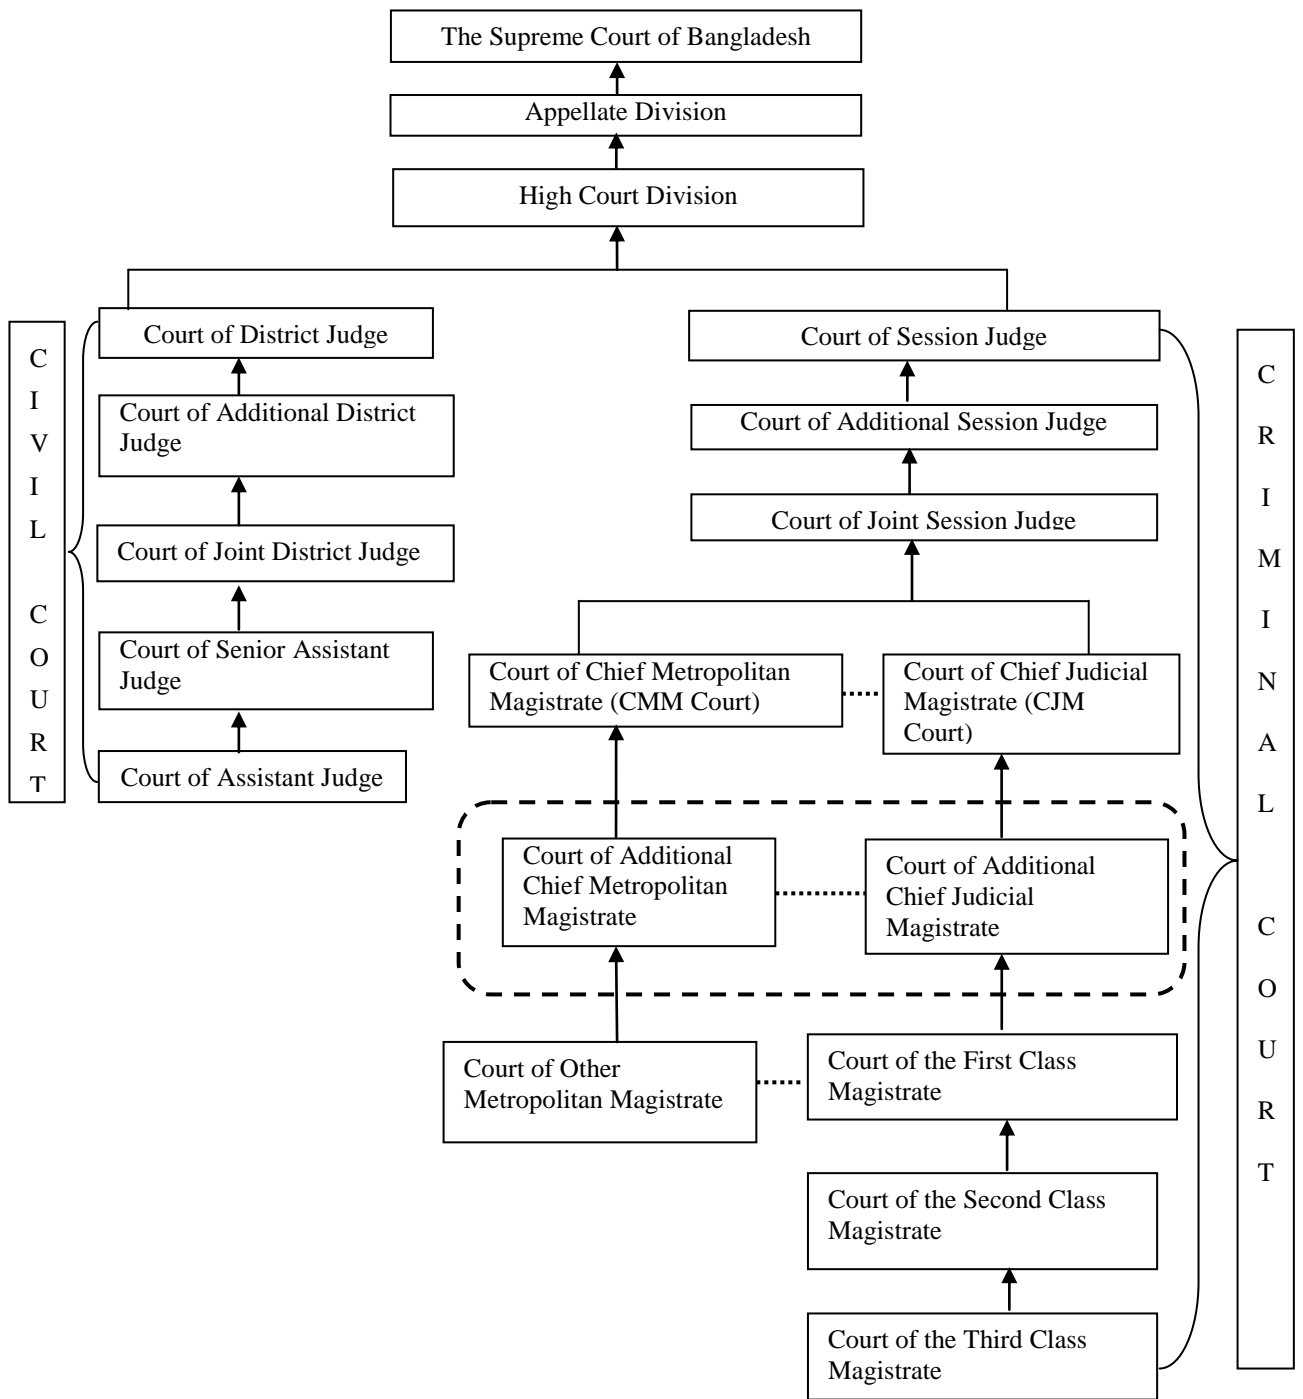 The Supreme Court of Bangladesh
Appellate Division
High Court Division
CIVIL COURT
Court of District Judge
Court of Additional District
Judge
Court of Joint District Judge
Court of Senior Assistant
Judge
Court of Assistant Judge
Court of Session Judge
Court of Additional Session Judge
Court of Joint Session Judge
Court of Chief Metropolitan
Magistrate (CMM Court)
Court of Chief Judicial
Magistrate (CJM
Court)
Court of Additional
Chief Metropolitan
Magistrate
Court of Additional
Chief Judicial
Magistrate
Court of Other
Metropolitan Magistrate
Court of the First Class
Magistrate
Court of the Second Class
Magistrate
Court of the Third Class
Magistrate
CRIMINAL COURT